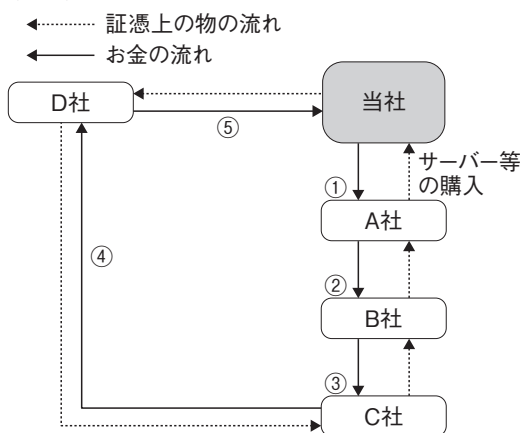 証憑上の物の流れ
お金の流れ
D社
当社
⑤
サーバー等
の購入
①
A社
④
②
B社
③
C社